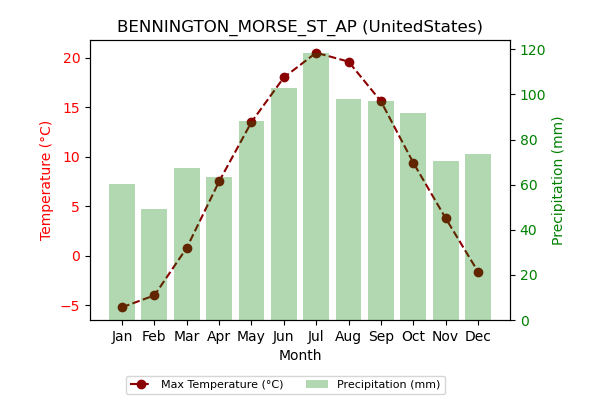 BENNINGTON_MORSE_ST_AP (UnitedStates)
20
15
10
5
0
−5
Temperature (°C)
120
100
80
60
40
20
0
Precipitation (mm)
Jan Feb Mar Apr May Jun Jul Aug Sep Oct Nov Dec
Month
Max Temperature (°C) Precipitation (mm)